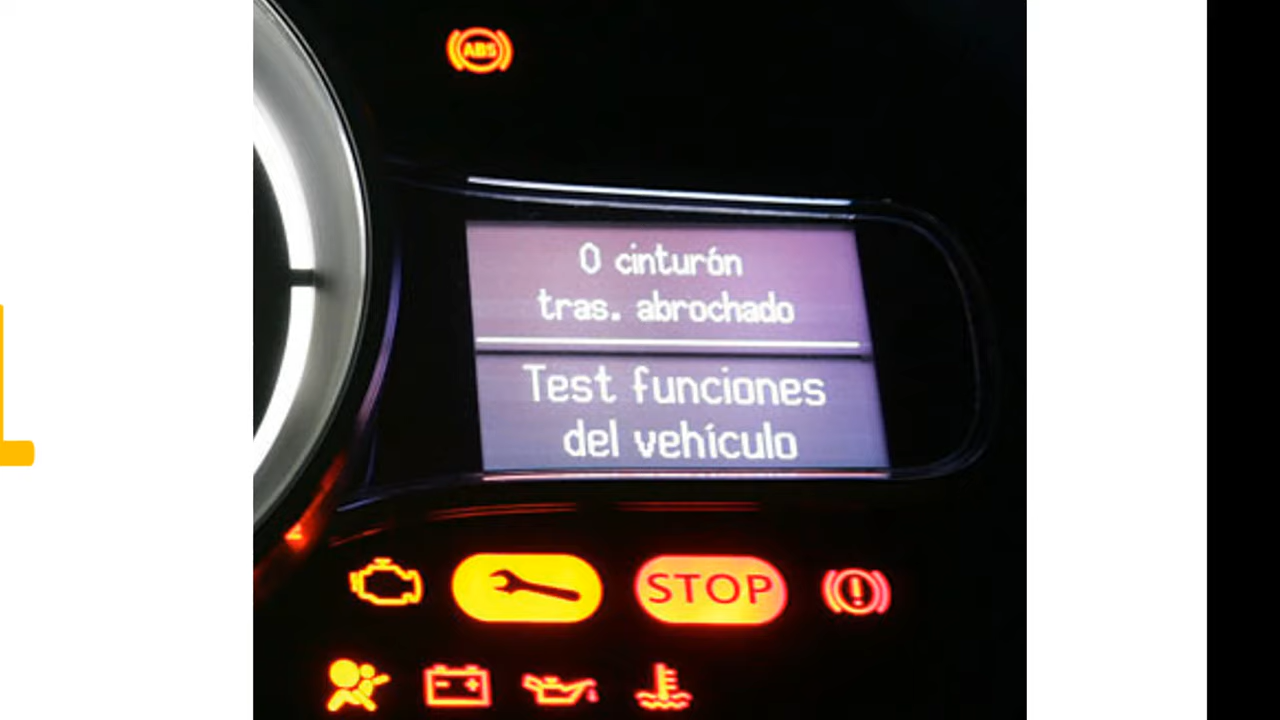 ABS
0 cinturón
tras. abrochado
Test funciones
del vehículo
STOP